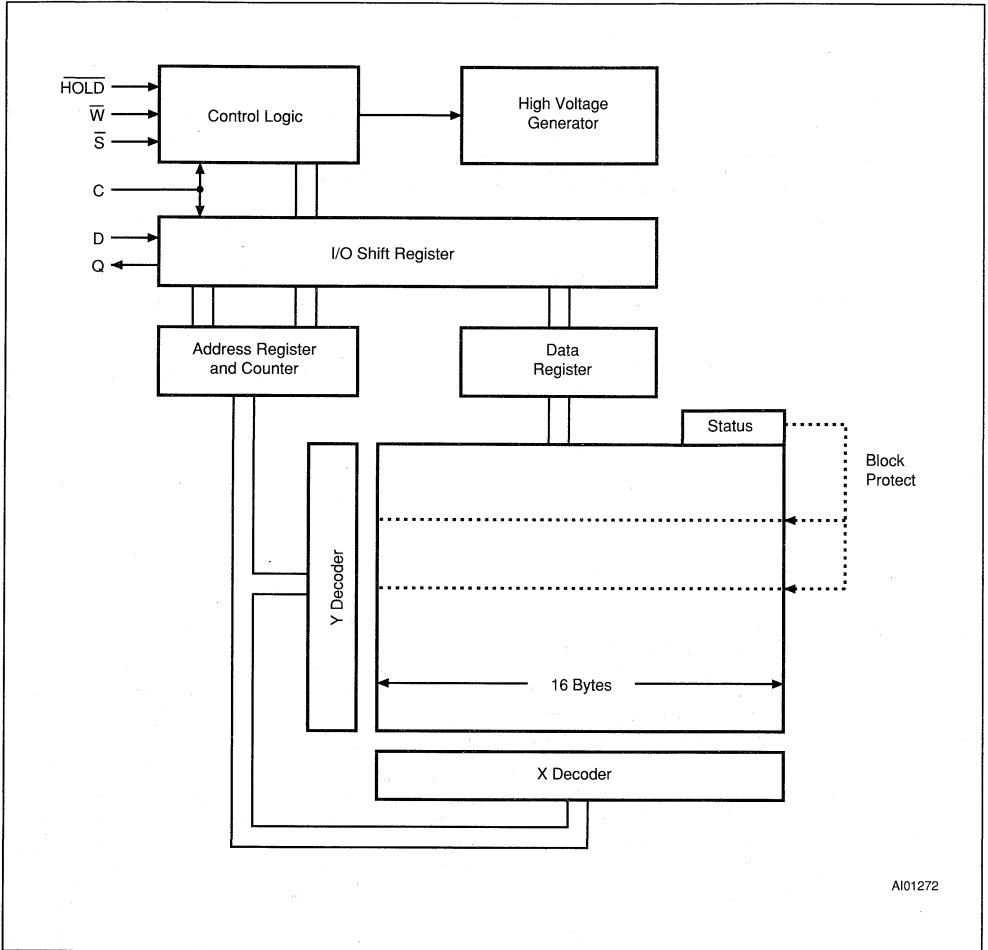 H̅O̅L̅D̅
W̅
S̅
Control Logic
High Voltage
Generator
C
D
Q
I/O Shift Register
Address Register
and Counter
Data
Register
Status
Block
Protect
Y Decoder
16 Bytes
X Decoder
AI01272